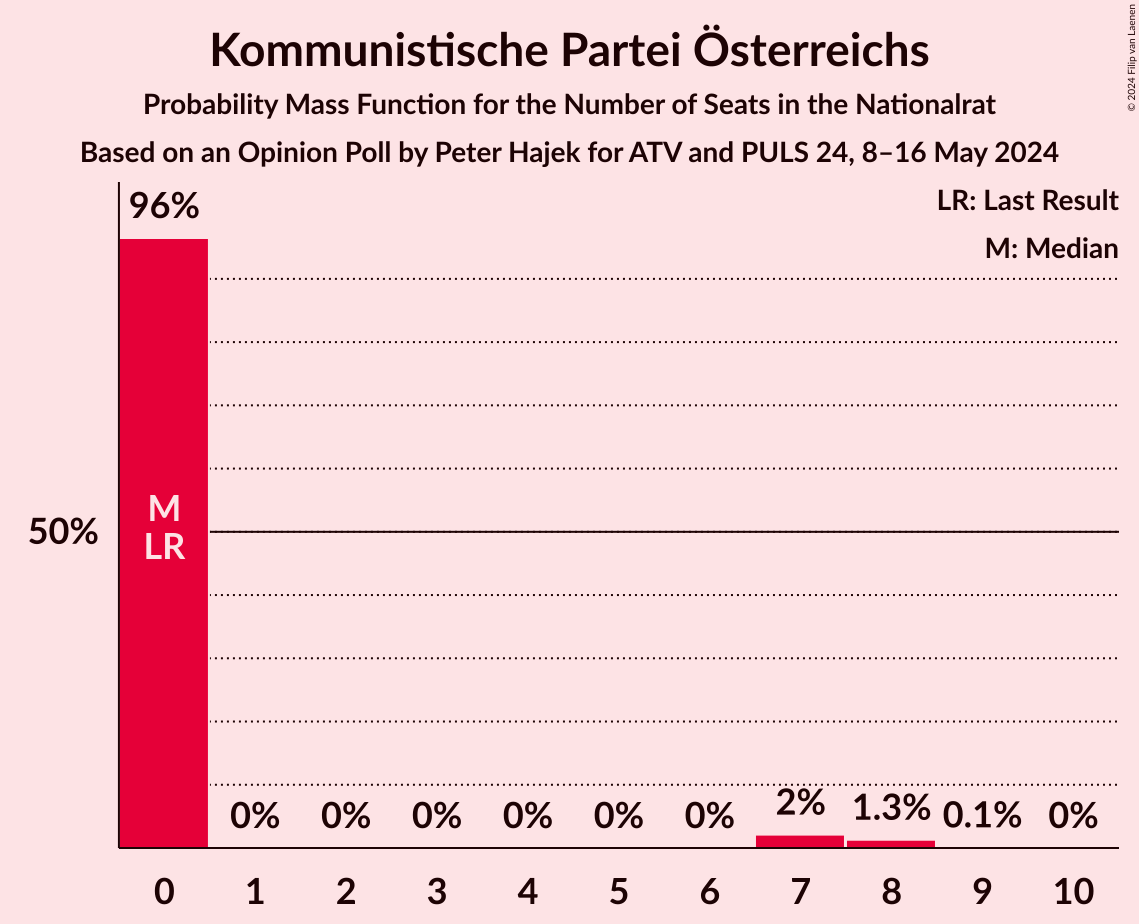 Kommunistische Partei Österreichs
Probability Mass Function for the Number of Seats in the Nationalrat
Based on an Opinion Poll by Peter Hajek for ATV and PULS 24, 8–16 May 2024
© 2024 Filip van Laenen
LR: Last Result
M: Median
96%
M
LR
50%
0% 0% 0% 0% 0% 0% 2% 1.3% 0.1% 0%
0 1 2 3 4 5 6 7 8 9 10